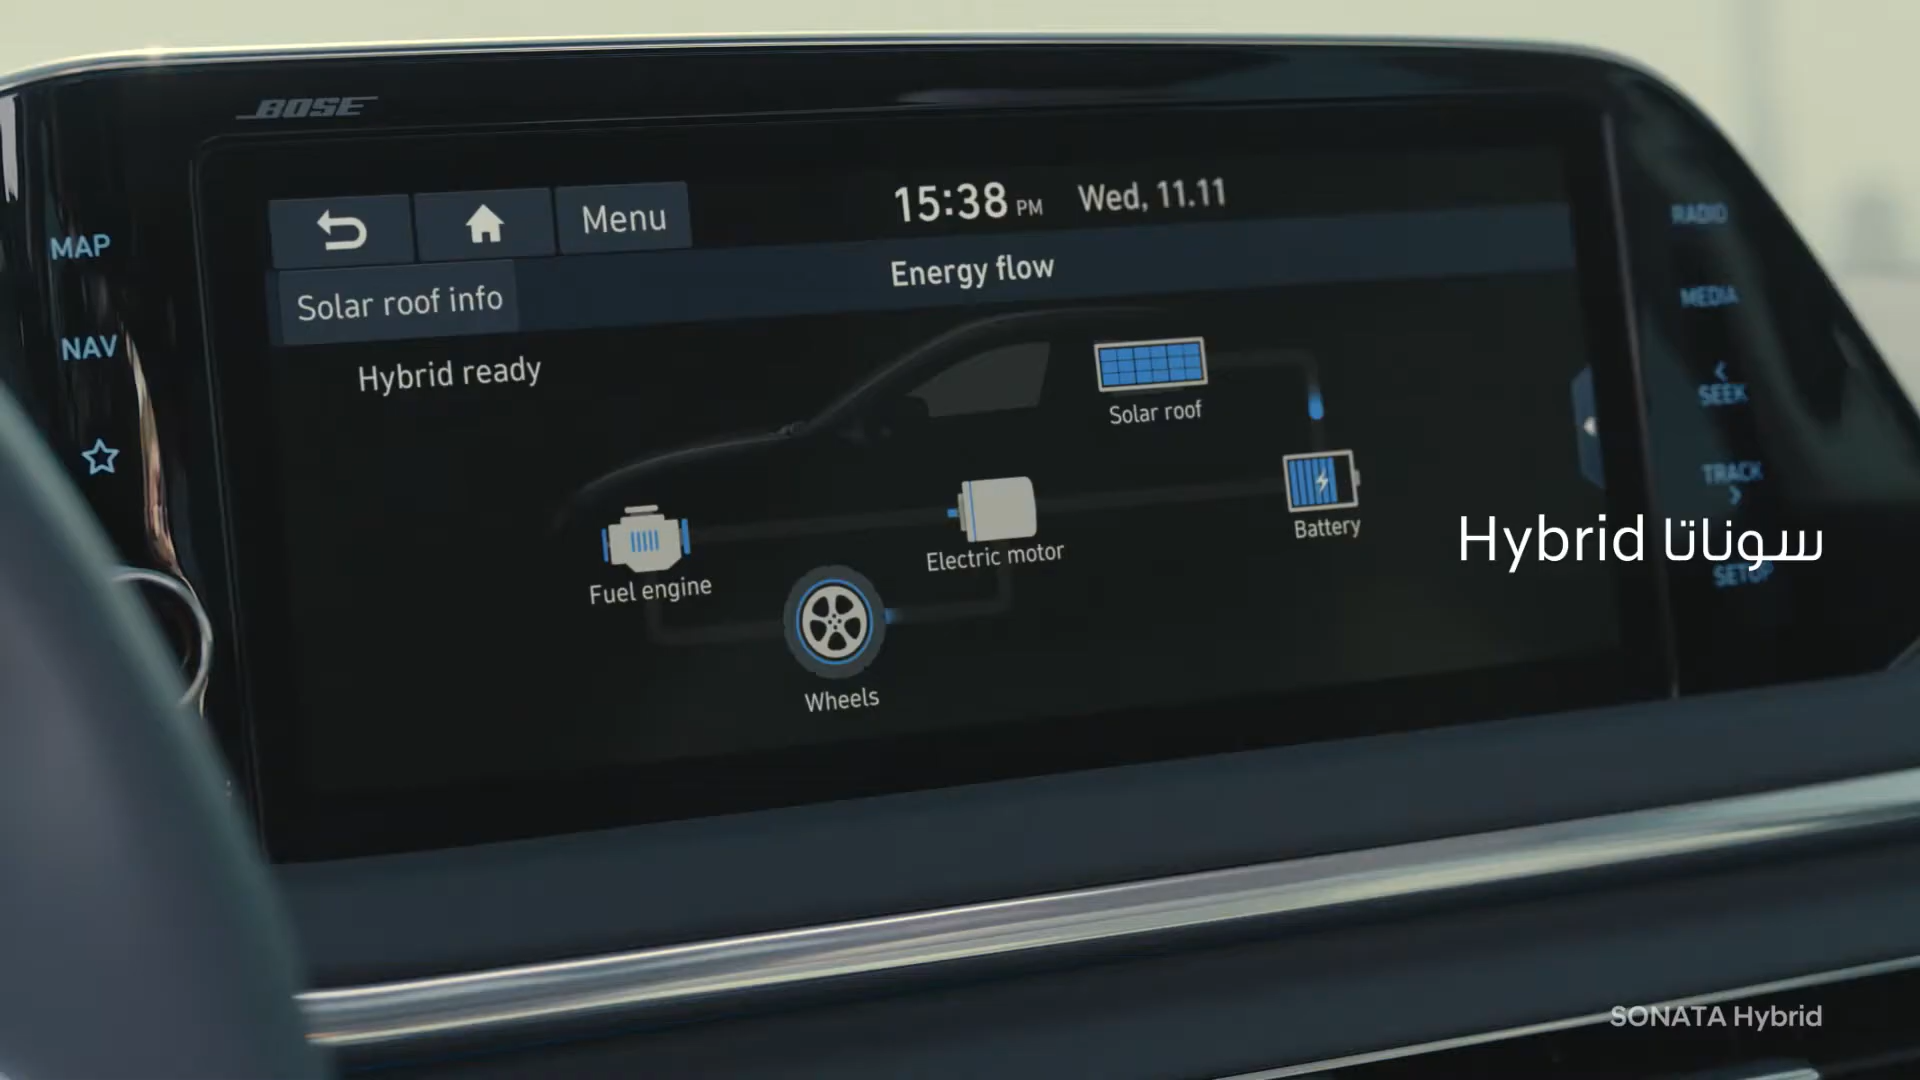 BOSE
MAP
NAV
Menu
15:38 PM Wed, 11.11
Energy flow
Solar roof info
Hybrid ready
Solar roof
Battery
Electric motor
Fuel engine
Wheels
RADIO
MEDIA
SEEK
TRACK
SETUP
سوناتا Hybrid
SONATA Hybrid